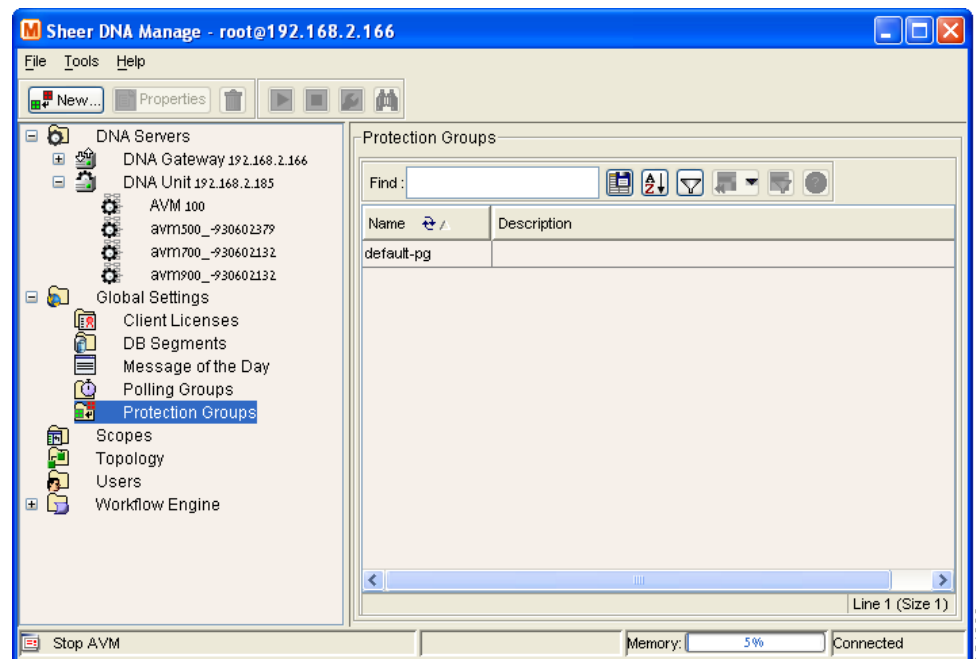 Sheer DNA Manage - root@192.168.2.166
File Tools Help
New... Properties
DNA Servers
DNA Gateway 192.168.2.166
DNA Unit 192.168.2.185
AVM 100
avm500_-930602379
avm700_-930602132
avm900_-930602132
Global Settings
Client Licenses
DB Segments
Message of the Day
Polling Groups
Protection Groups
Scopes
Topology
Users
Workflow Engine
Protection Groups
Find :
Name Description
default-pg
Line 1 (Size 1)
Stop AVM Memory: 5% Connected